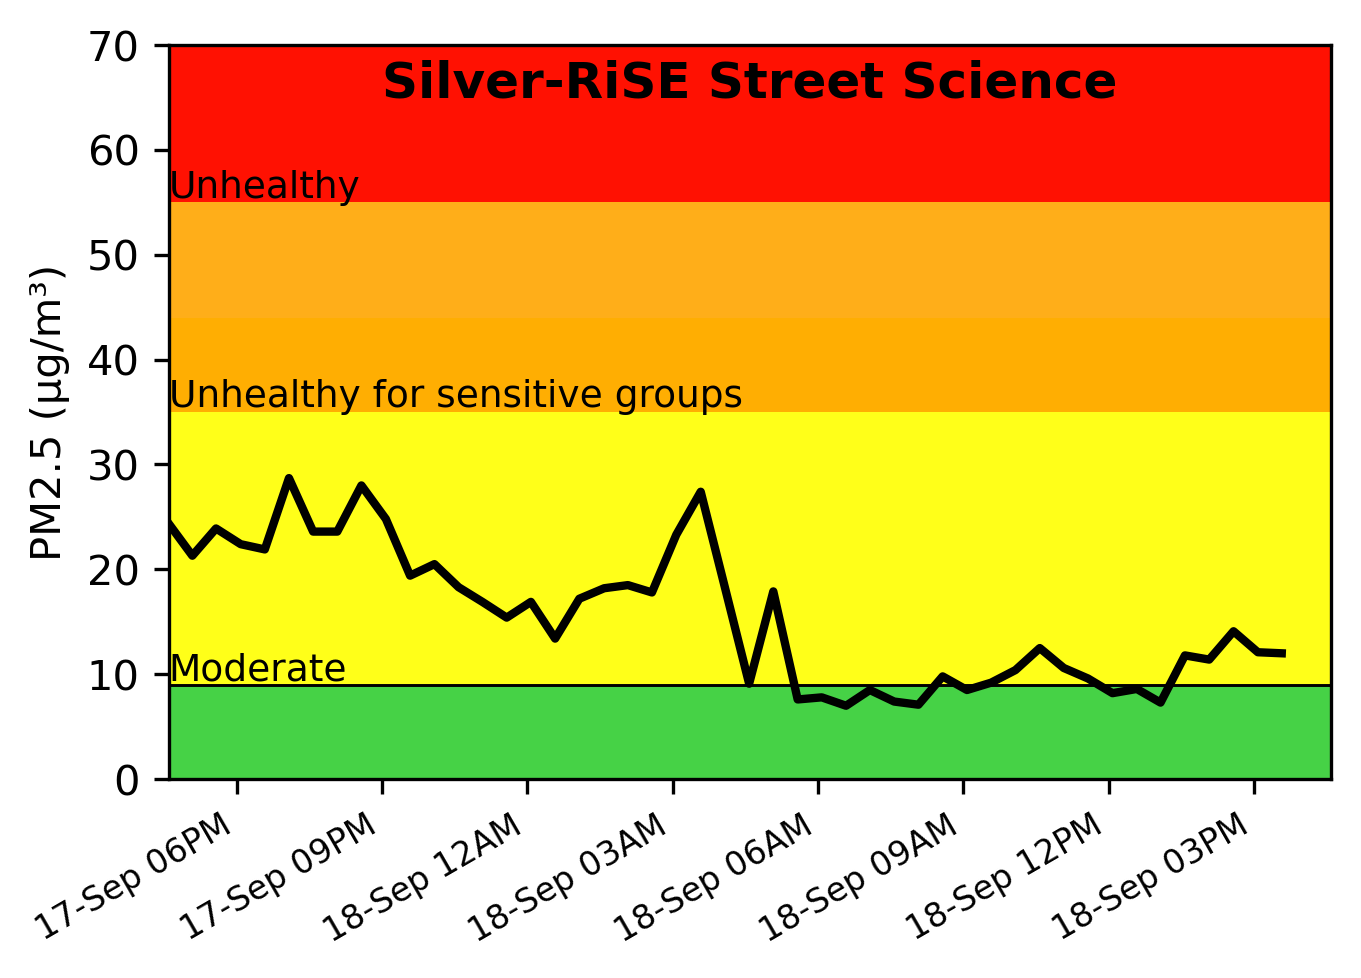 Silver-RiSE Street Science
PM2.5 (µg/m³)
70
60
50
40
30
20
10
0
Unhealthy
Unhealthy for sensitive groups
Moderate
17-Sep 06PM
17-Sep 09PM
18-Sep 12AM
18-Sep 03AM
18-Sep 06AM
18-Sep 09AM
18-Sep 12PM
18-Sep 03PM